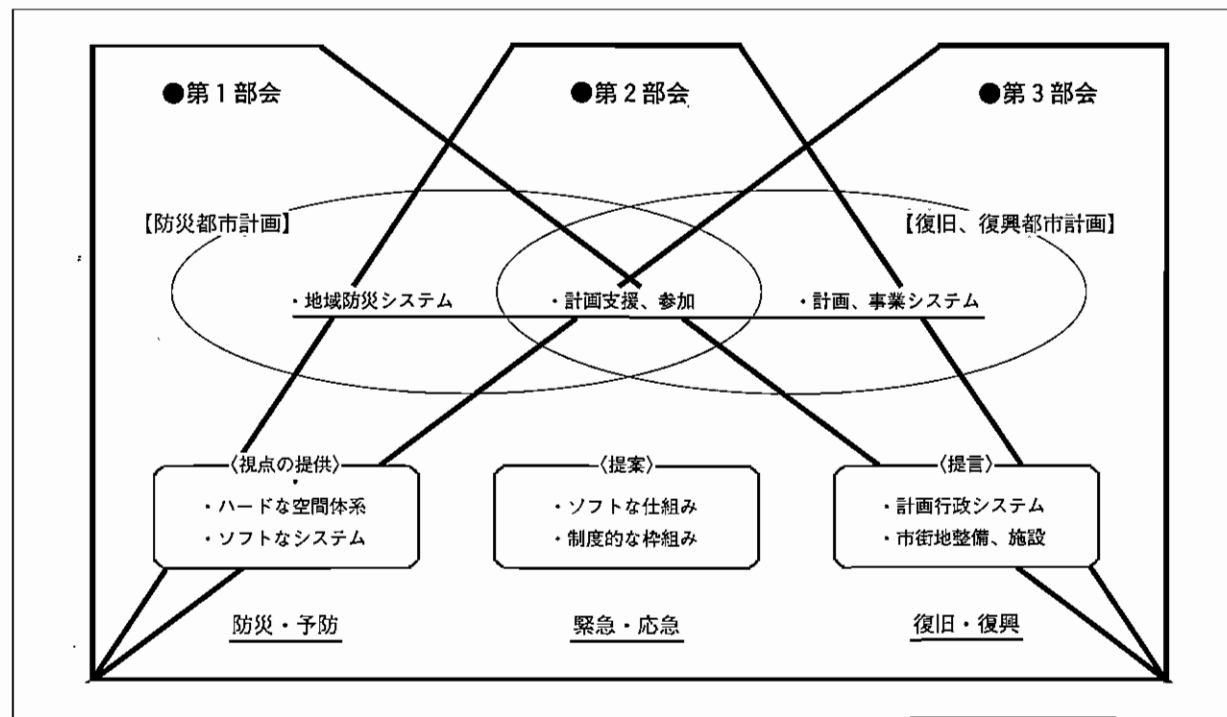 ●第1部会
●第2部会
●第3部会
【防災都市計画】
【復旧、復興都市計画】
・地域防災システム
・計画支援、参加
・計画、事業システム
〈視点の提供〉
・ハードな空間体系
・ソフトなシステム
〈提案〉
・ソフトな仕組み
・制度的な枠組み
〈提言〉
・計画行政システム
・市街地整備、施設
防災・予防
緊急・応急
復旧・復興